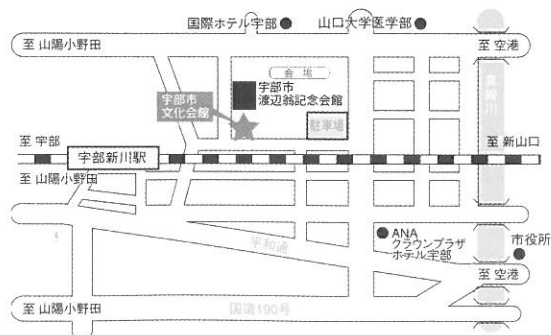 国際ホテル宇部
山口大学医学部
至 山陽小野田
至 空港
会場
宇部市
渡辺翁記念会館
宇部市
文化会館
駐車場
真締川
至 宇部
至 新山口
宇部新川駅
至 山陽小野田
平和通
ANA
クラウンプラザ
ホテル宇部
市役所
至 空港
至 山陽小野田
国道190号